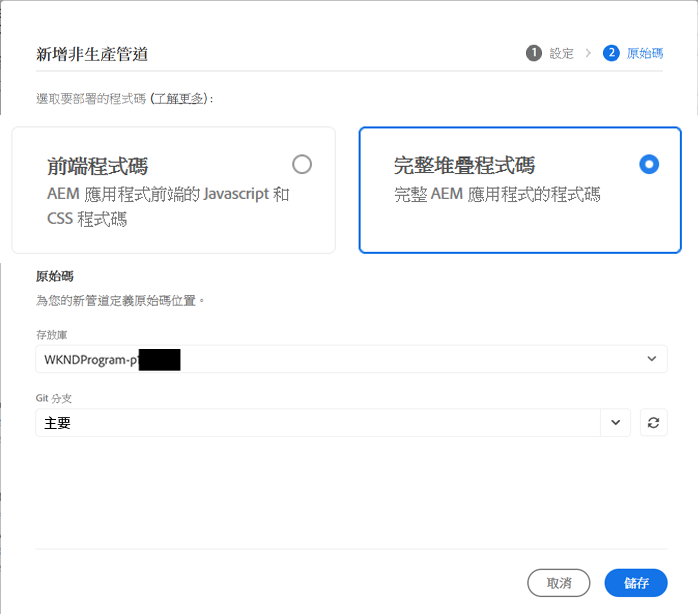 新增非生產管道
1 設定 > 2 原始碼
選取要部署的程式碼 (了解更多) :
前端程式碼
AEM 應用程式前端的 Javascript 和
CSS 程式碼
完整堆疊程式碼
完整 AEM 應用程式的程式碼
原始碼
為您的新管道定義原始碼位置。
存放庫
WKNDProgram-p
Git 分支
主要
取消
儲存